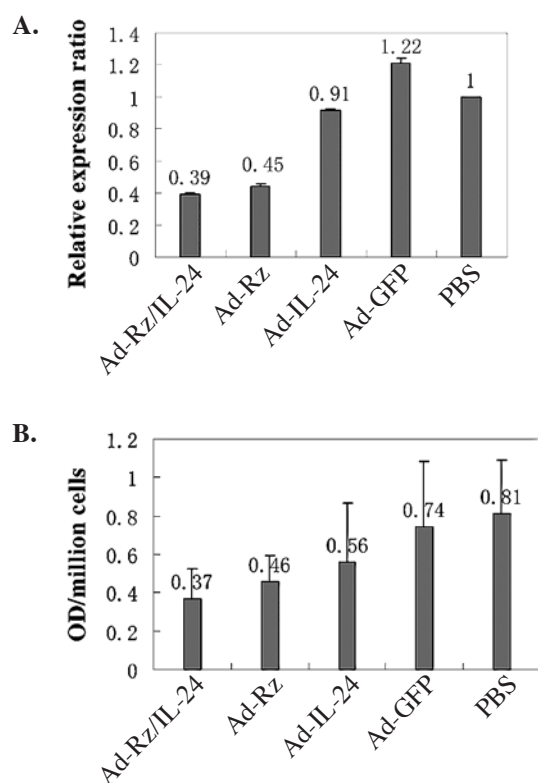 A.
Relative expression ratio
1.4
1.2
1
0.8
0.6
0.4
0.2
0
0.39
0.45
0.91
1.22
1
Ad-Rz/IL-24
Ad-Rz
Ad-IL-24
Ad-GFP
PBS
B.
OD/million cells
1.2
1
0.8
0.6
0.4
0.2
0
0.37
0.46
0.56
0.74
0.81
Ad-Rz/IL-24
Ad-Rz
Ad-IL-24
Ad-GFP
PBS